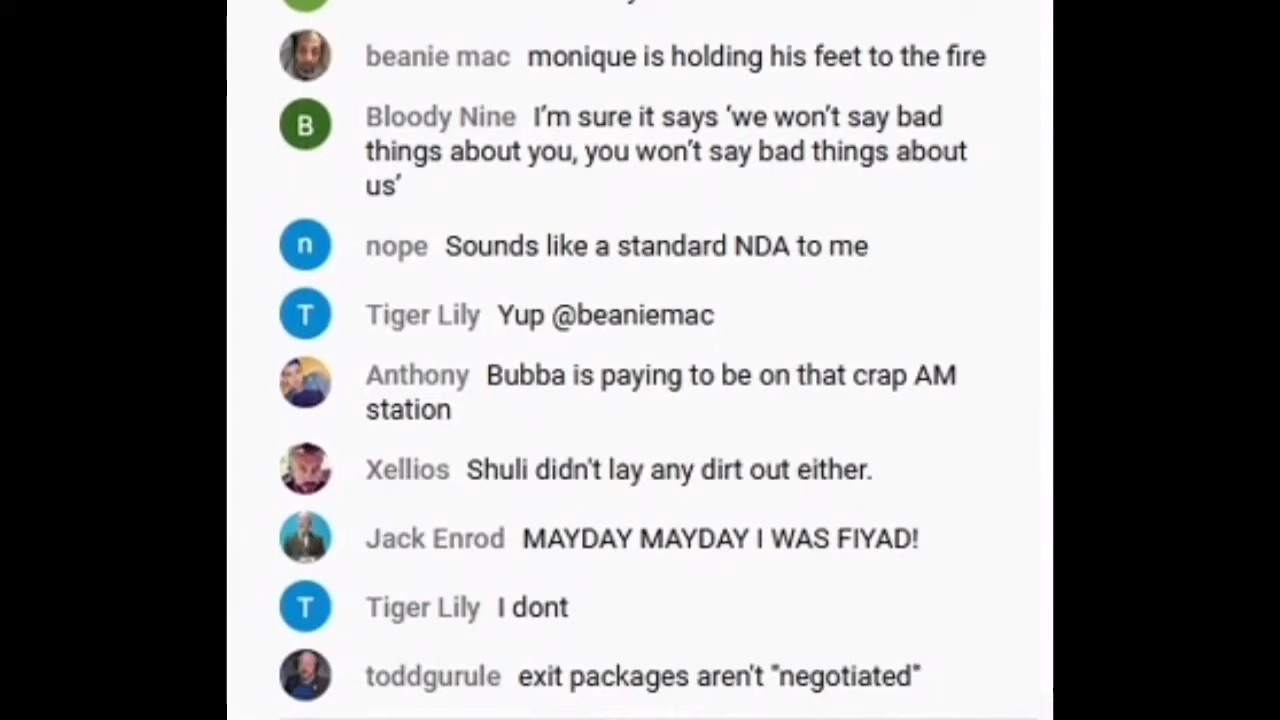 beanie mac monique is holding his feet to the fire
B
Bloody Nine I'm sure it says ‘we won't say bad
things about you, you won't say bad things about
us’
n
nope Sounds like a standard NDA to me
T
Tiger Lily Yup @beaniemac
Anthony Bubba is paying to be on that crap AM
station
Xellios Shuli didn't lay any dirt out either.
Jack Enrod MAYDAY MAYDAY I WAS FIYAD!
T
Tiger Lily I dont
toddgurule exit packages aren't "negotiated"